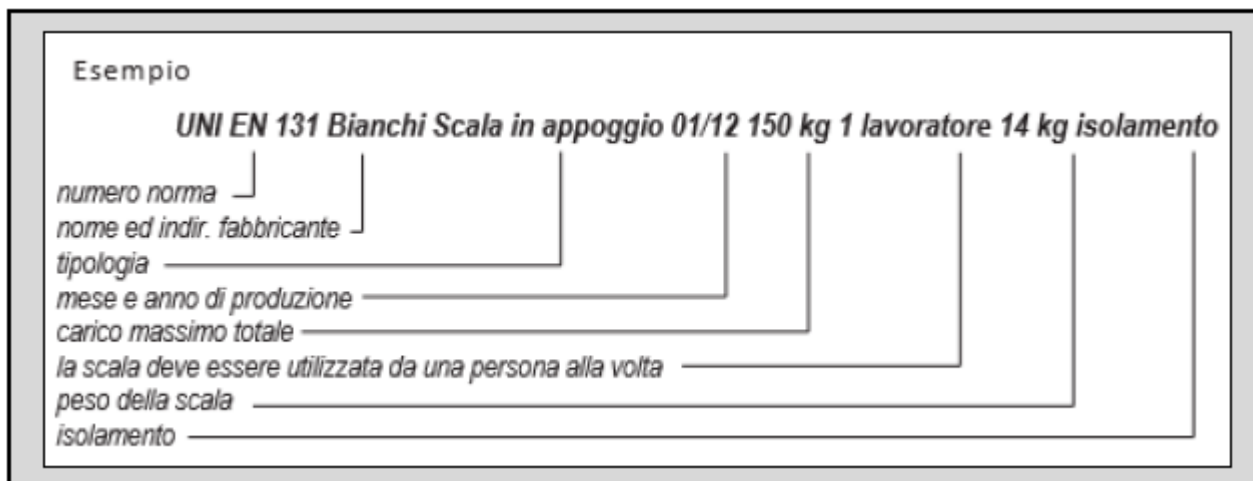 Esempio
UNI EN 131 Bianchi Scala in appoggio 01/12 150 kg 1 lavoratore 14 kg isolamento
numero norma
nome ed indir. fabbricante
tipologia
mese e anno di produzione
carico massimo totale
la scala deve essere utilizzata da una persona alla volta
peso della scala
isolamento